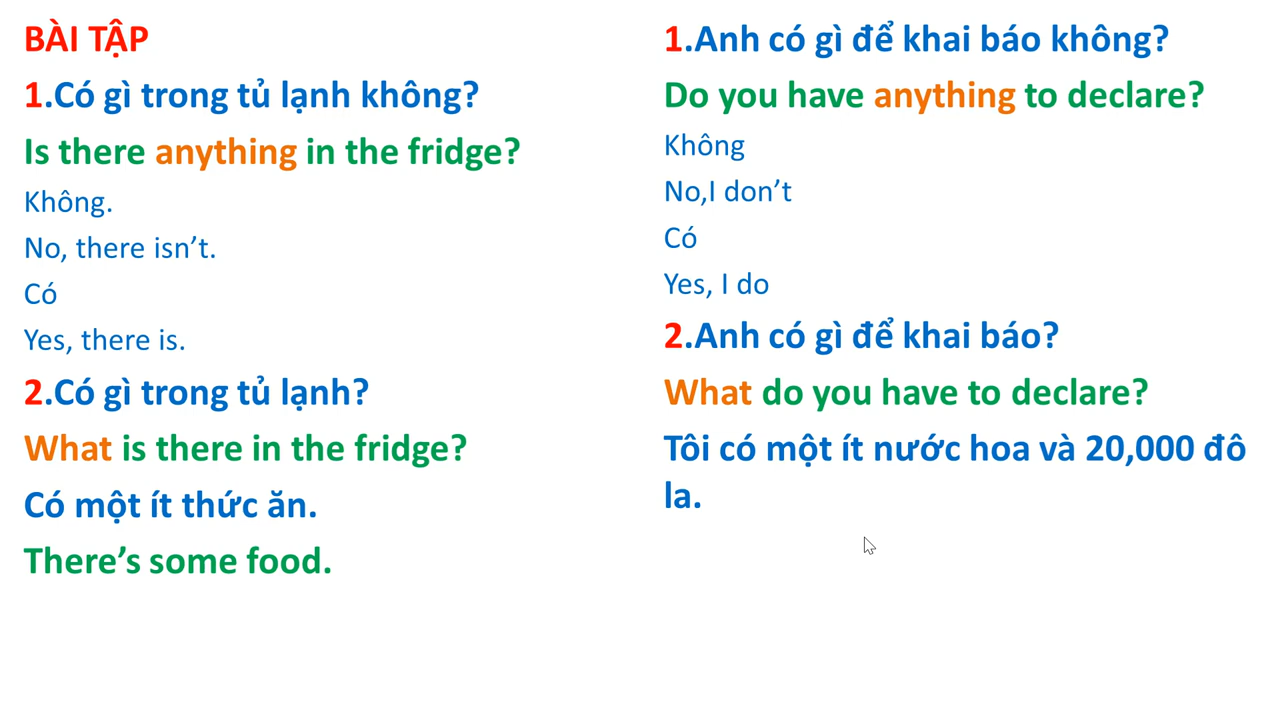 BÀI TẬP
1.Có gì trong tủ lạnh không?
Is there anything in the fridge?
Không.
No, there isn’t.
Có
Yes, there is.
2.Có gì trong tủ lạnh?
What is there in the fridge?
Có một ít thức ăn.
There’s some food.
1.Anh có gì để khai báo không?
Do you have anything to declare?
Không
No,I don’t
Có
Yes, I do
2.Anh có gì để khai báo?
What do you have to declare?
Tôi có một ít nước hoa và 20,000 đô
la.